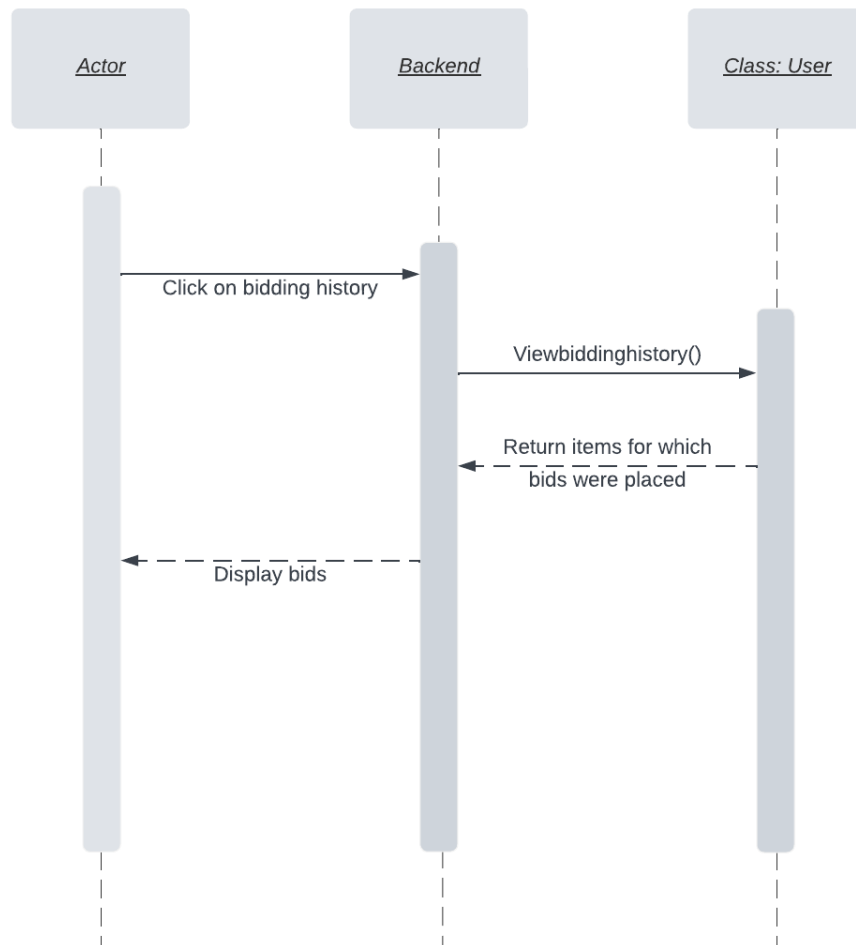 Actor
Backend
Class: User
Click on bidding history
Viewbiddinghistory()
Return items for which
bids were placed
Display bids